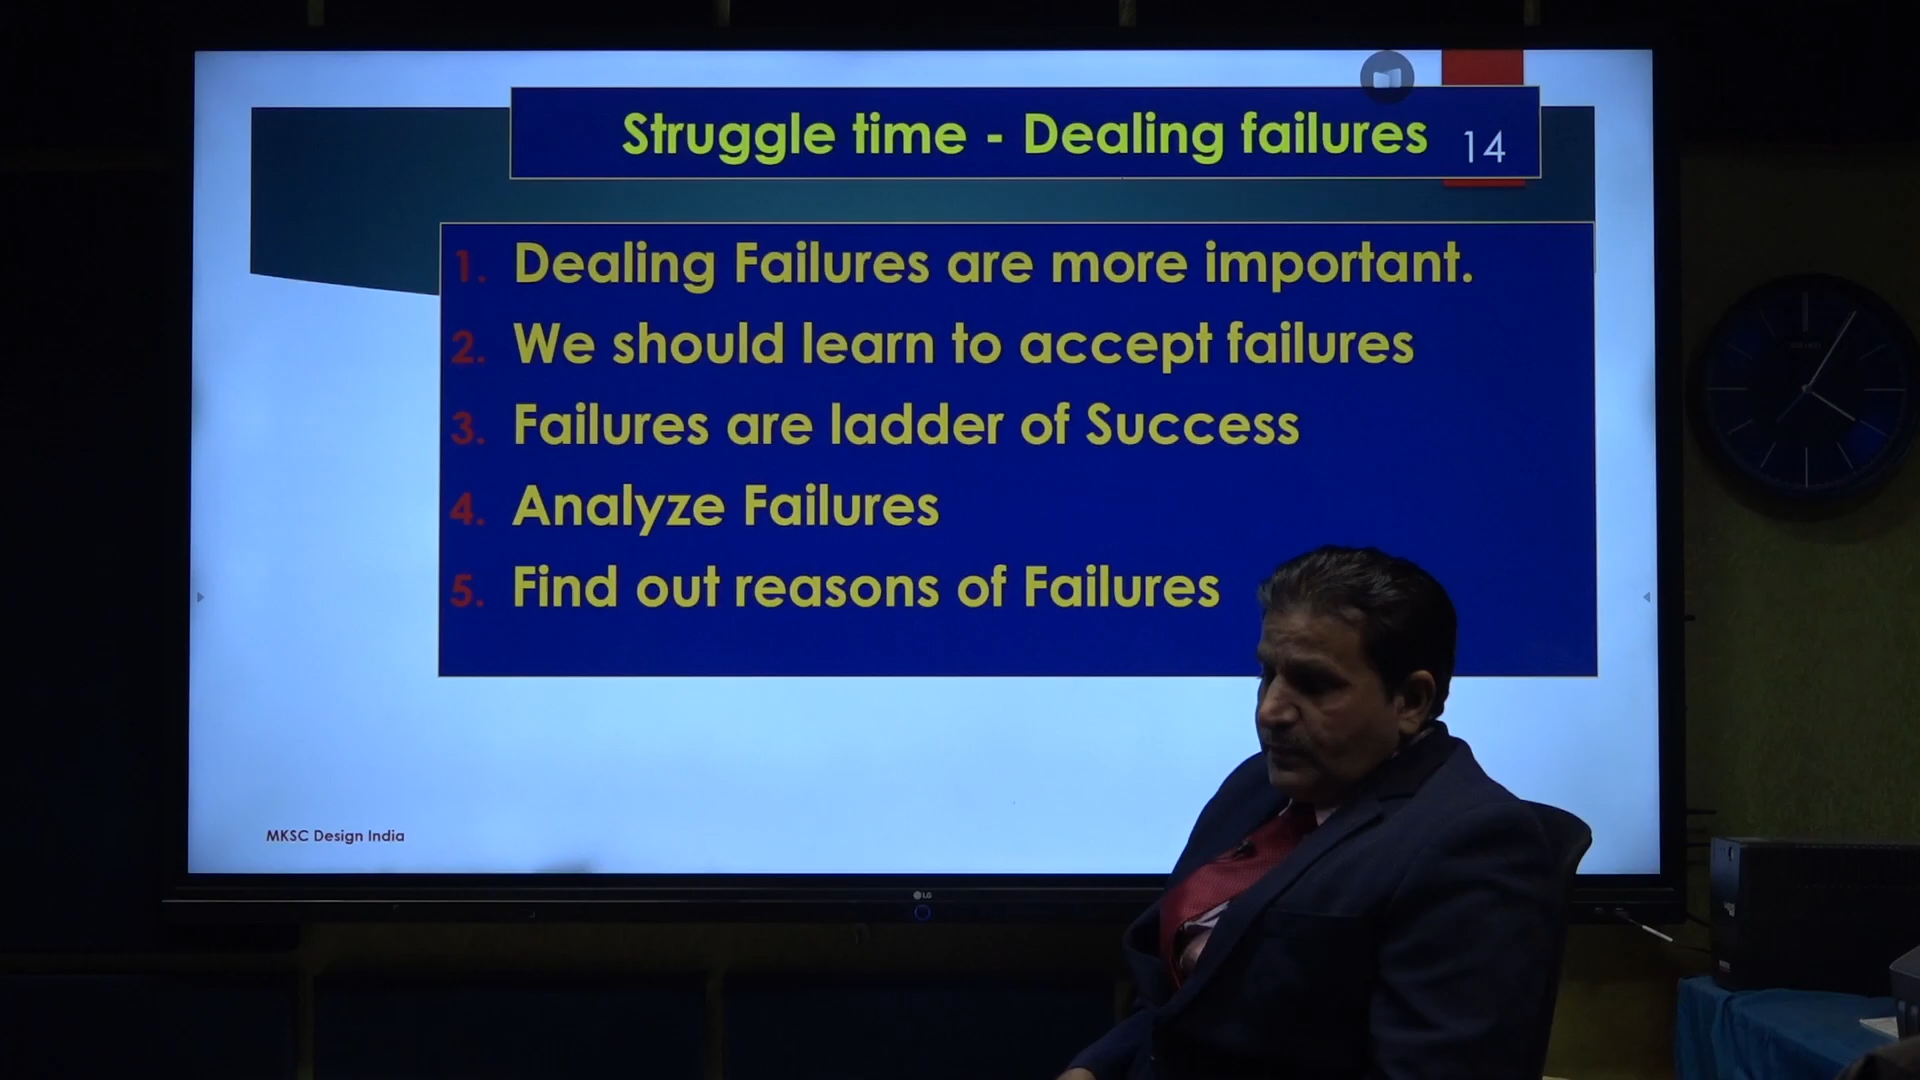 Struggle time - Dealing failures
14
1. Dealing Failures are more important.
2. We should learn to accept failures
3. Failures are ladder of Success
4. Analyze Failures
5. Find out reasons of Failures
MKSC Design India
LG